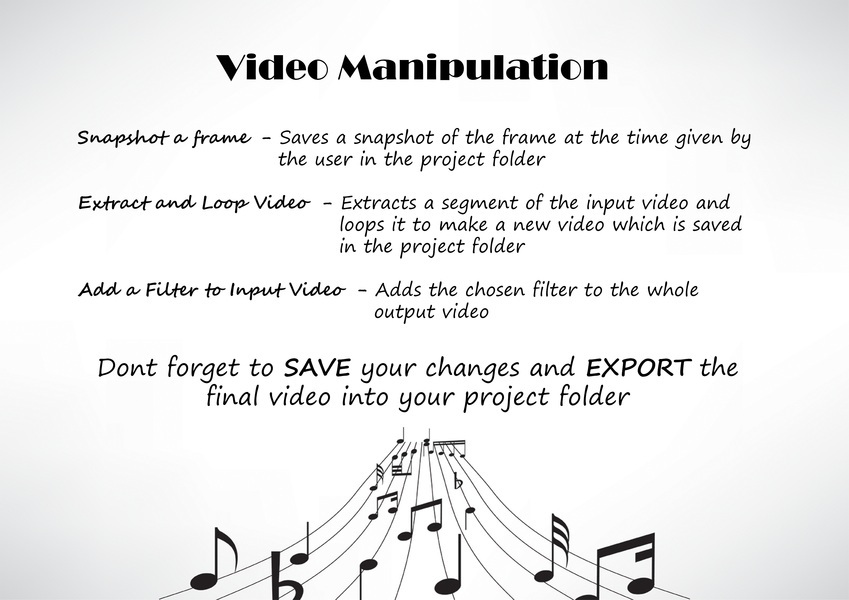 Video Manipulation
Snapshot a frame - Saves a snapshot of the frame at the time given by
the user in the project folder
Extract and Loop Video - Extracts a segment of the input video and
loops it to make a new video which is saved
in the project folder
Add a Filter to Input Video - Adds the chosen filter to the whole
output video
Dont forget to SAVE your changes and EXPORT the
final video into your project folder